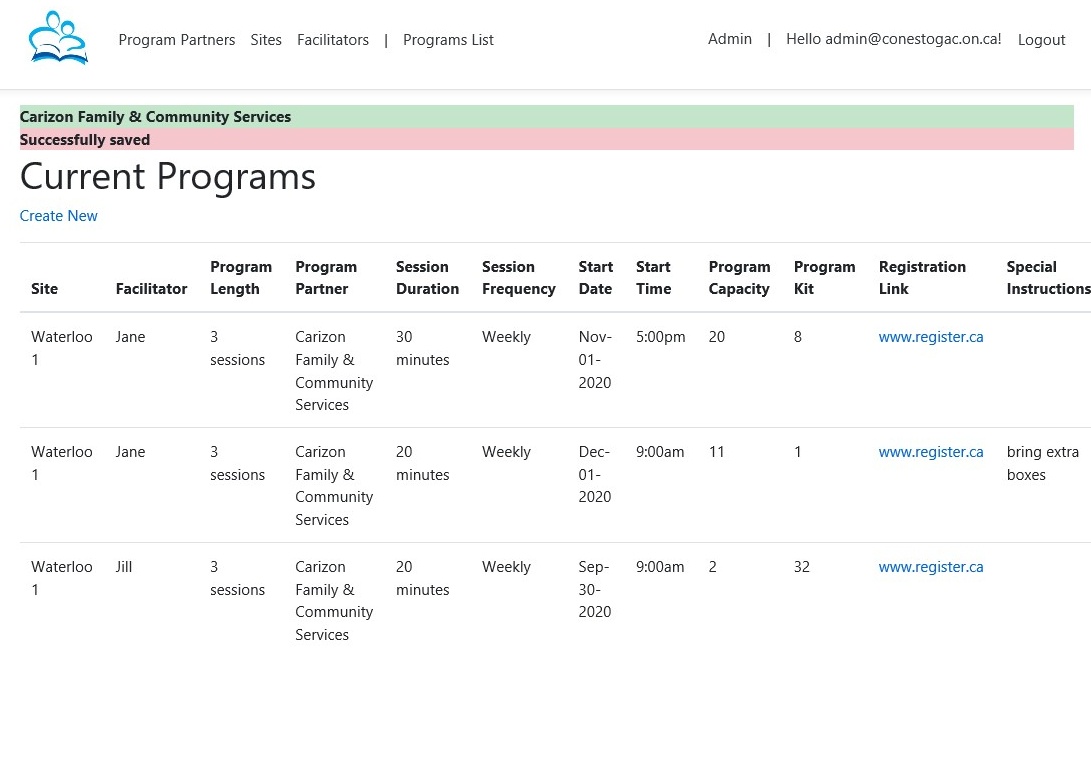 Program Partners Sites Facilitators | Programs List Admin | Hello admin@conestogac.on.ca! Logout
Carizon Family & Community Services
Successfully saved
Current Programs
Create New
Site Facilitator Program Length Program Partner Session Duration Session Frequency Start Date Start Time Program Capacity Program Kit Registration Link Special Instructions
Waterloo 1 Jane 3 sessions Carizon Family & Community Services 30 minutes Weekly Nov-01-2020 5:00pm 20 8 www.register.ca
Waterloo 1 Jane 3 sessions Carizon Family & Community Services 20 minutes Weekly Dec-01-2020 9:00am 11 1 www.register.ca bring extra boxes
Waterloo 1 Jill 3 sessions Carizon Family & Community Services 20 minutes Weekly Sep-30-2020 9:00am 2 32 www.register.ca